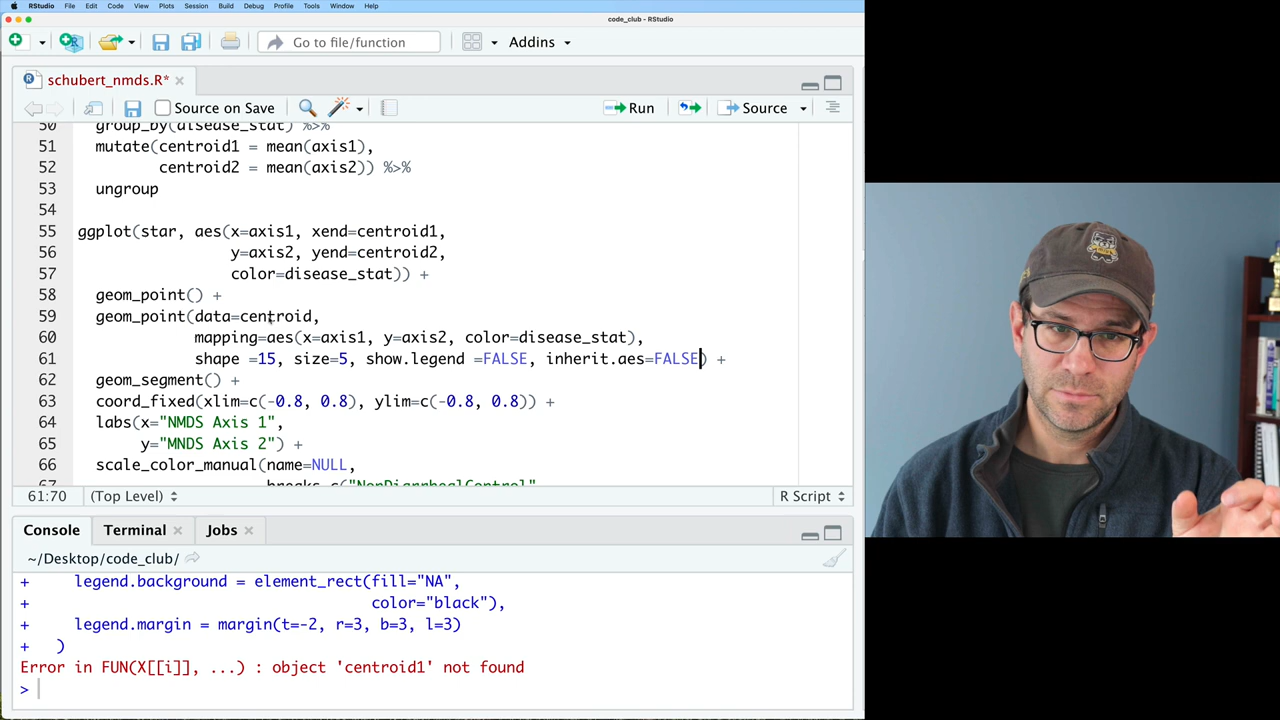 RStudio File Edit Code View Plots Session Build Debug Profile Tools Window Help
code_club - RStudio
Go to file/function Addins
schubert_nmds.R*
Source on Save Run Source
50 group_by(disease_stat) %>%
51 mutate(centroid1 = mean(axis1),
52 centroid2 = mean(axis2)) %>%
53 ungroup
54
55 ggplot(star, aes(x=axis1, xend=centroid1,
56 y=axis2, yend=centroid2,
57 color=disease_stat)) +
58 geom_point() +
59 geom_point(data=centroid,
60 mapping=aes(x=axis1, y=axis2, color=disease_stat),
61 shape =15, size=5, show.legend =FALSE, inherit.aes=FALSE) +
62 geom_segment() +
63 coord_fixed(xlim=c(-0.8, 0.8), ylim=c(-0.8, 0.8)) +
64 labs(x="NMDS Axis 1",
65 y="MNDS Axis 2") +
66 scale_color_manual(name=NULL,
67 breaks=c("NonDiarrhealControl",
61:70 (Top Level) R Script
Console Terminal Jobs
~/Desktop/code_club/
+ legend.background = element_rect(fill="NA",
+ color="black"),
+ legend.margin = margin(t=-2, r=3, b=3, l=3)
+ )
Error in FUN(X[[i]], ...) : object 'centroid1' not found
>